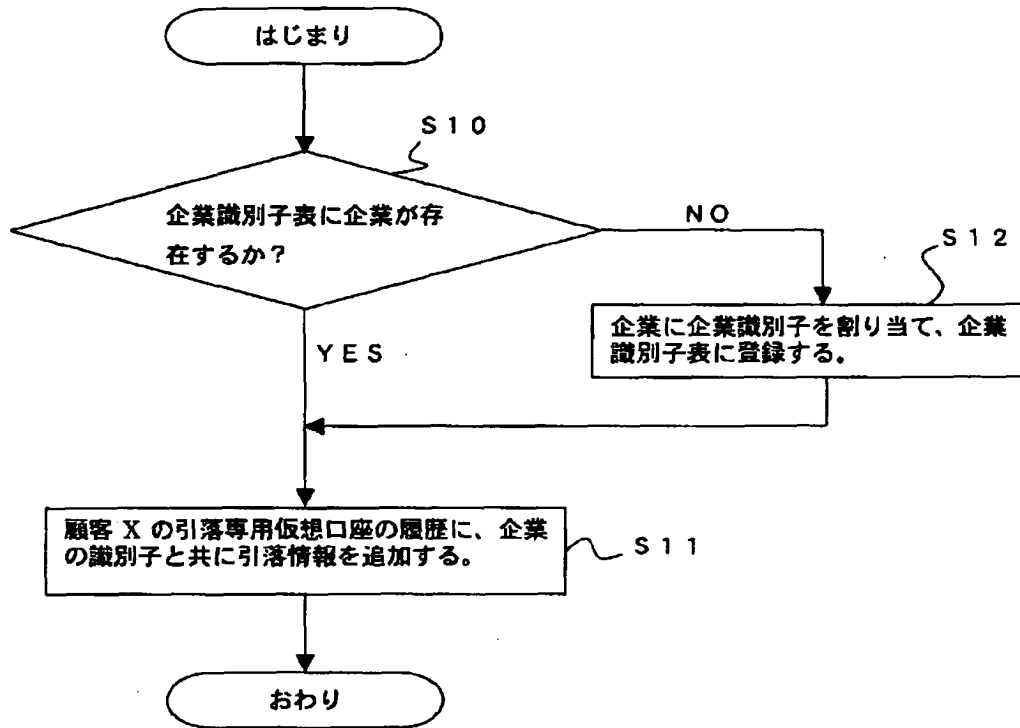 はじまり
S10
企業識別子表に企業が存
在するか？
NO
S12
企業に企業識別子を割り当て、企業
識別子表に登録する。
YES
顧客 X の引落専用仮想口座の履歴に、企業
の識別子と共に引落情報を追加する。
S11
おわり